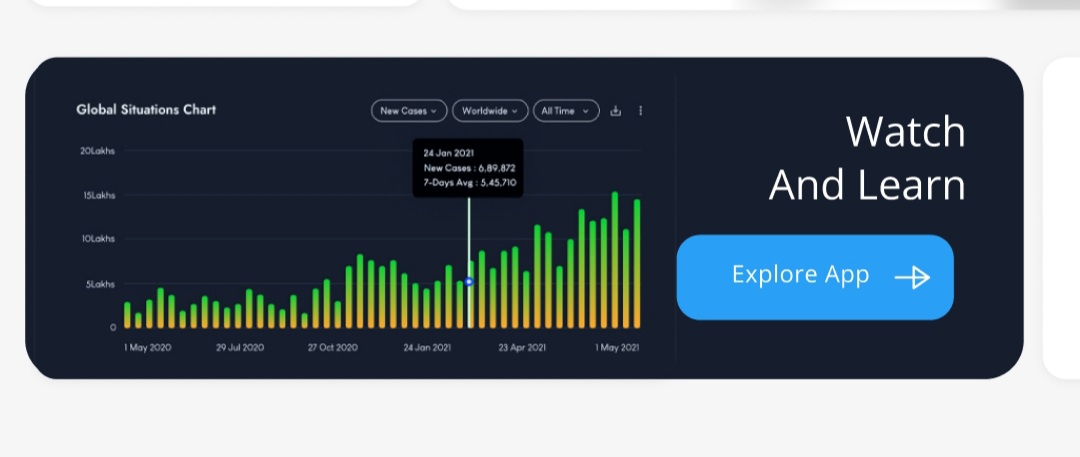 Global Situations Chart
New Cases
Worldwide
All Time
20Lakhs
15Lakhs
10Lakhs
5Lakhs
0
24 Jan 2021
New Cases : 6,89,872
7-Days Avg : 5,45,710
1 May 2020
29 Jul 2020
27 Oct 2020
24 Jan 2021
23 Apr 2021
1 May 2021
Watch
And Learn
Explore App